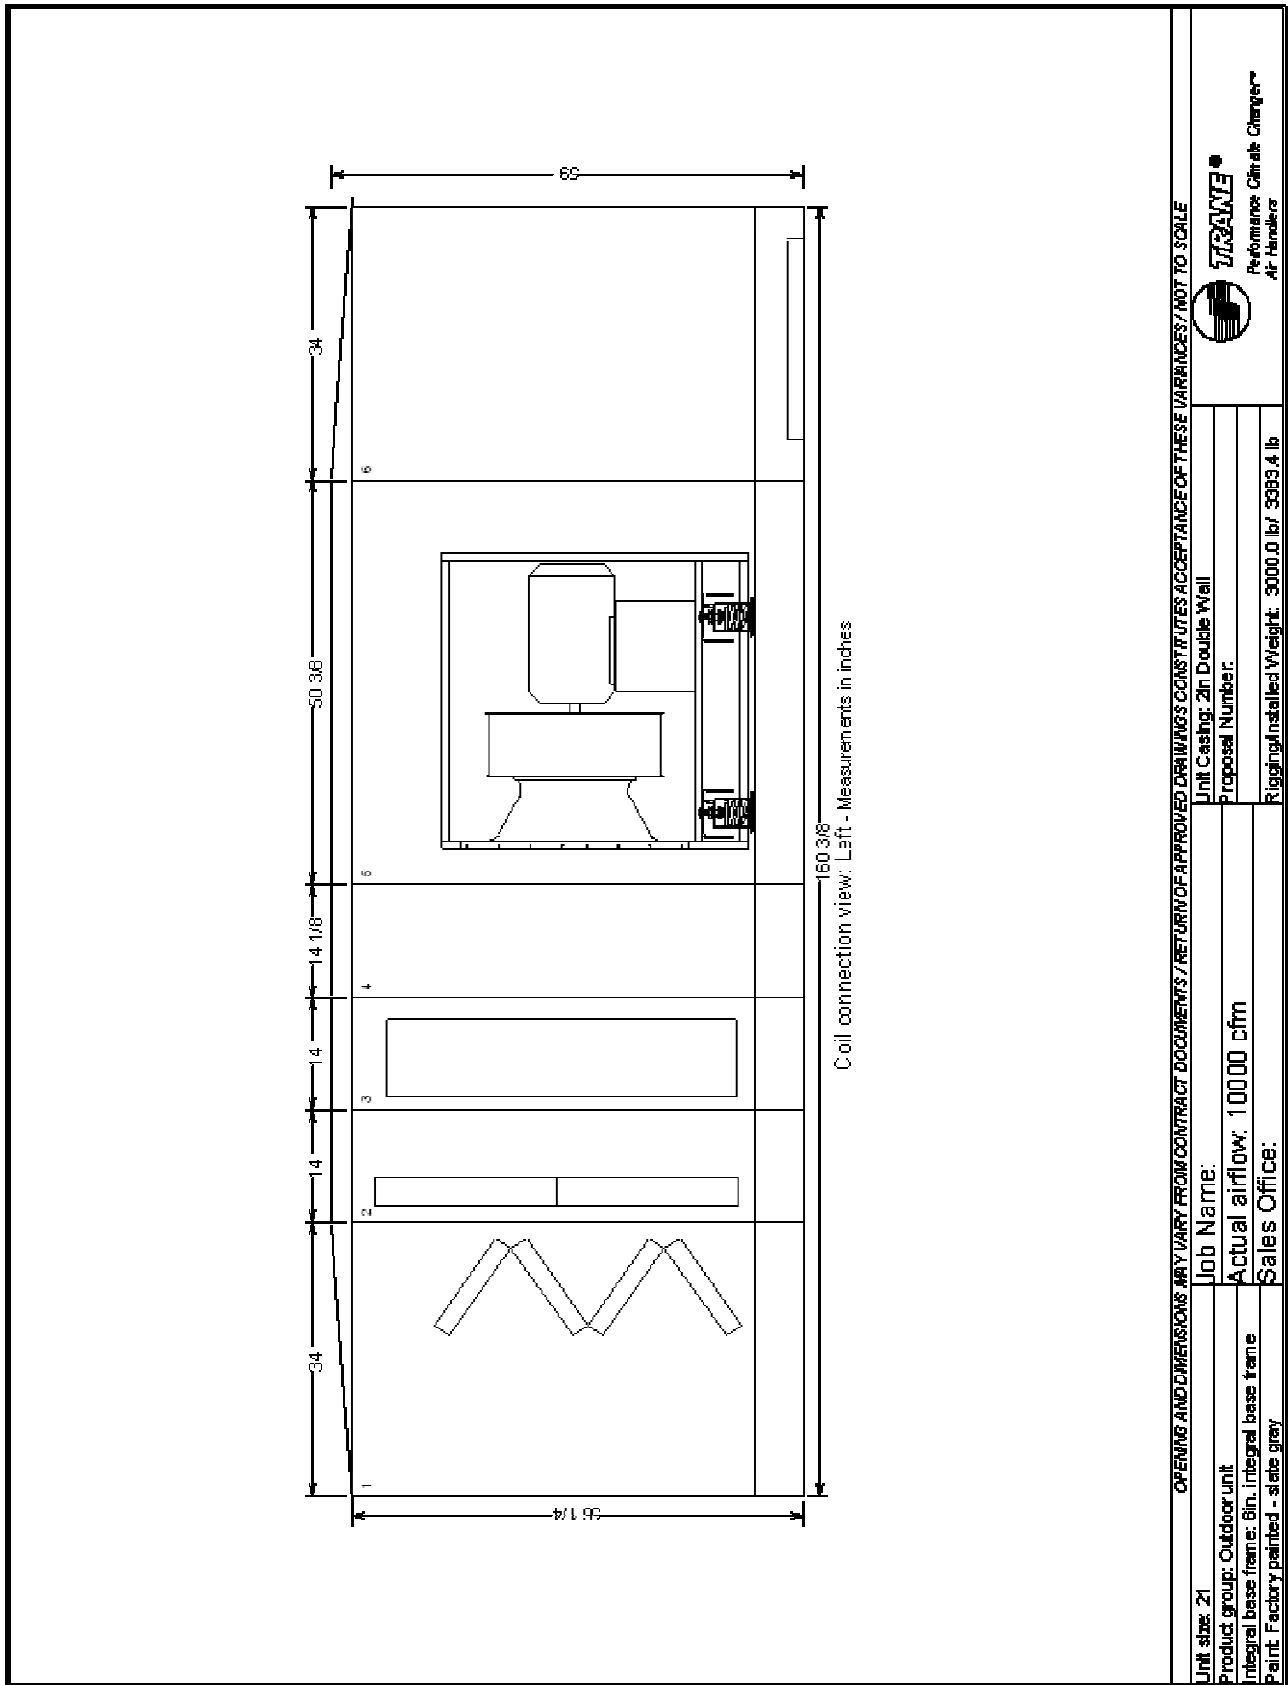 34
14
14
14 1/8
50 3/8
34
59
56 1/4
1
2
3
4
5
6
160 3/8
Coil connection view: Left - Measurements in inches
OPENING AND DIMENSIONS MAY VARY FROM CONTRACT DOCUMENTS / RETURN OF APPROVED DRAWINGS CONSTITUTES ACCEPTANCE OF THESE VARIANCES / NOT TO SCALE
Unit size: 21
Product group: Outdoor unit
Integral base frame: 6in. integral base frame
Paint: Factory painted - slate gray
Job Name:
Actual airflow: 10000 cfm
Sales Office:
Unit Casing: 2in Double Wall
Proposal Number:
Rigging/Installed Weight: 3000.0 lb/ 3383.4 lb
TRANE®
Performance Climate Changer™
Air Handlers